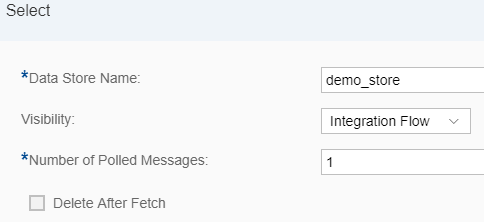 Select
*Data Store Name: demo_store
Visibility: Integration Flow
*Number of Polled Messages: 1
Delete After Fetch